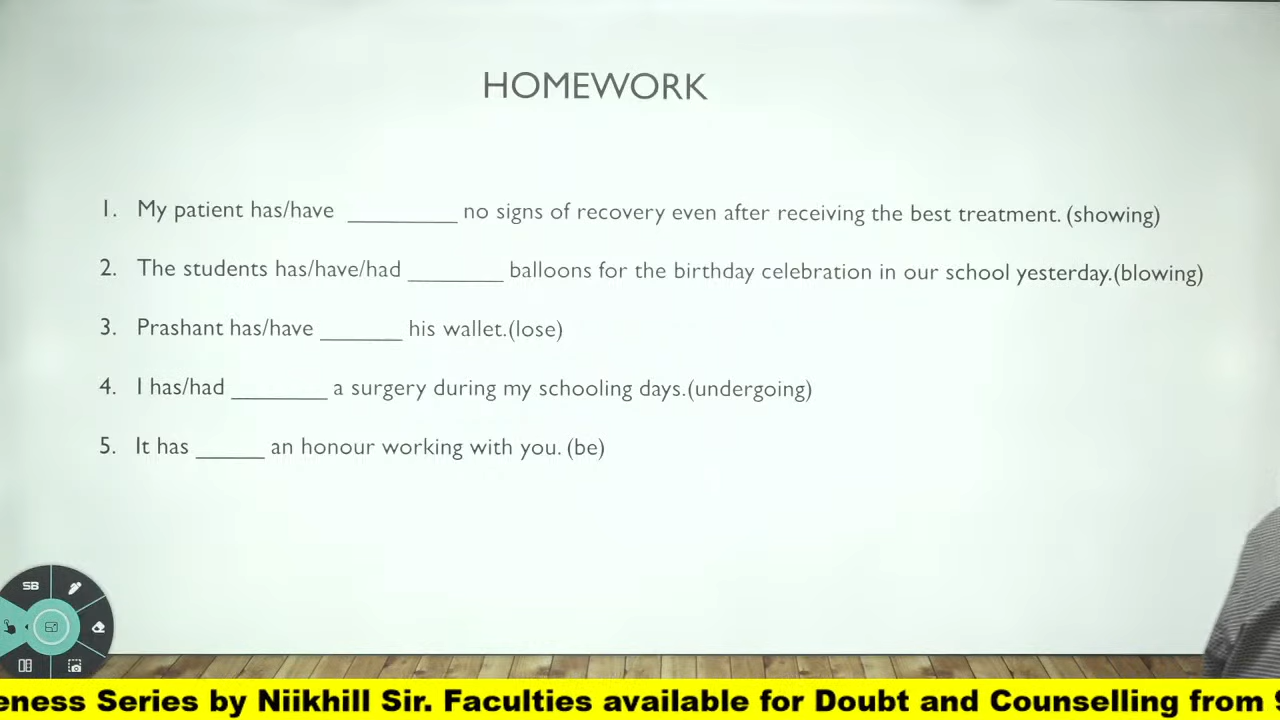 HOMEWORK
1. My patient has/have __________ no signs of recovery even after receiving the best treatment. (showing)
2. The students has/have/had ________ balloons for the birthday celebration in our school yesterday.(blowing)
3. Prashant has/have _______ his wallet.(lose)
4. I has/had ________ a surgery during my schooling days.(undergoing)
5. It has ______ an honour working with you. (be)
SB
eness Series by Niikhill Sir. Faculties available for Doubt and Counselling from